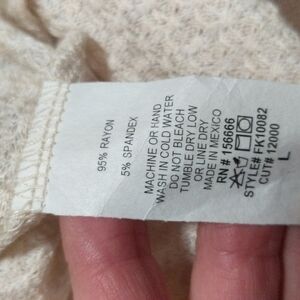 95% RAYON
5% SPANDEX
MACHINE OR HAND
WASH IN COLD WATER
DO NOT BLEACH
TUMBLE DRY LOW
OR LINE DRY
MADE IN MEXICO
RN# 156666
STYLE# FK10082
CUT# 12000
L